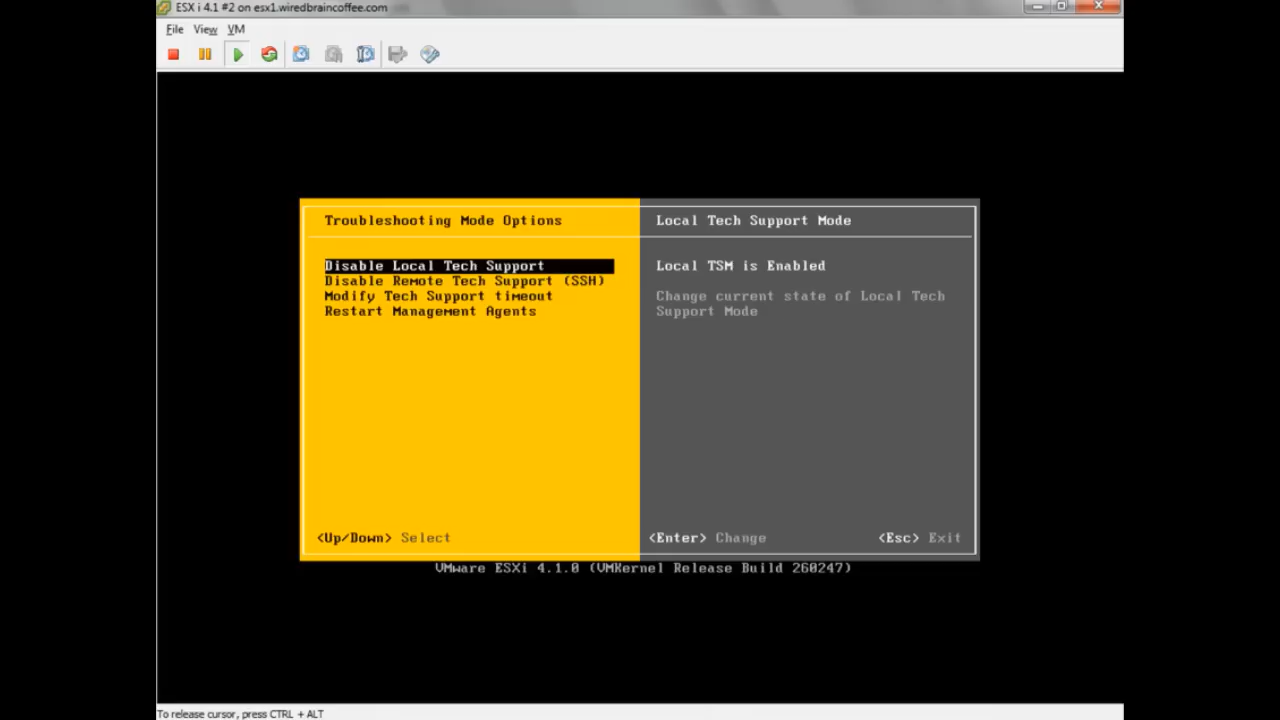 ESX i 4.1 #2 on esx1.wiredbraincoffee.com
File View VM
Troubleshooting Mode Options
Disable Local Tech Support
Disable Remote Tech Support (SSH)
Modify Tech Support timeout
Restart Management Agents
<Up/Down> Select
Local Tech Support Mode
Local TSM is Enabled
Change current state of Local Tech
Support Mode
<Enter> Change <Esc> Exit
VMware ESXi 4.1.0 (VMKernel Release Build 260247)
To release cursor, press CTRL + ALT